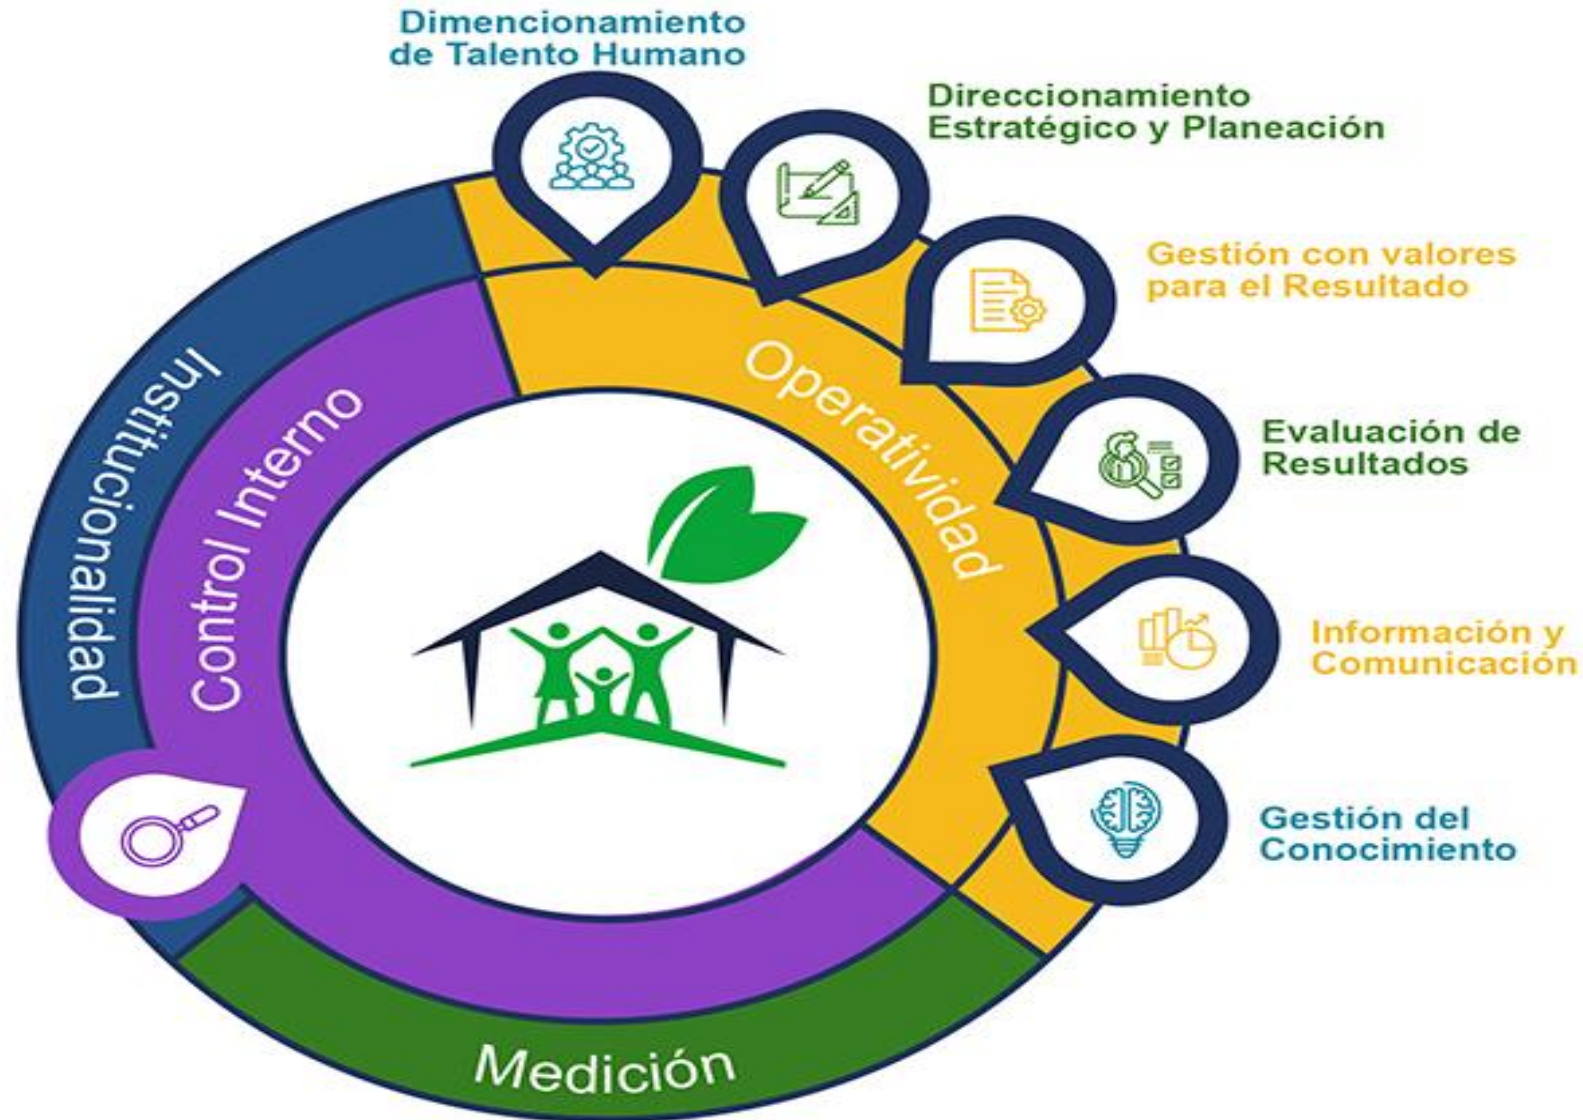 Dimencionamiento
de Talento Humano
Direccionamiento
Estratégico y Planeación
Gestión con valores
para el Resultado
Evaluación de
Resultados
Información y
Comunicación
Gestión del
Conocimiento
Operatividad
Institucionalidad
Control Interno
Medición